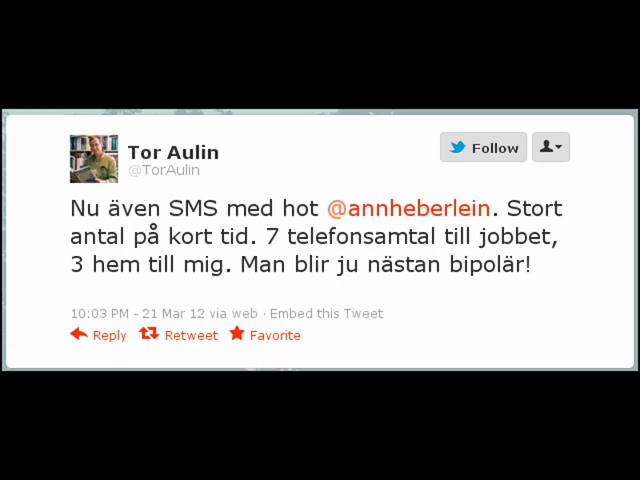 Tor Aulin
@TorAulin
Follow
Nu även SMS med hot @annheberlein. Stort
antal på kort tid. 7 telefonsamtal till jobbet,
3 hem till mig. Man blir ju nästan bipolär!
10:03 PM - 21 Mar 12 via web · Embed this Tweet
Reply Retweet Favorite